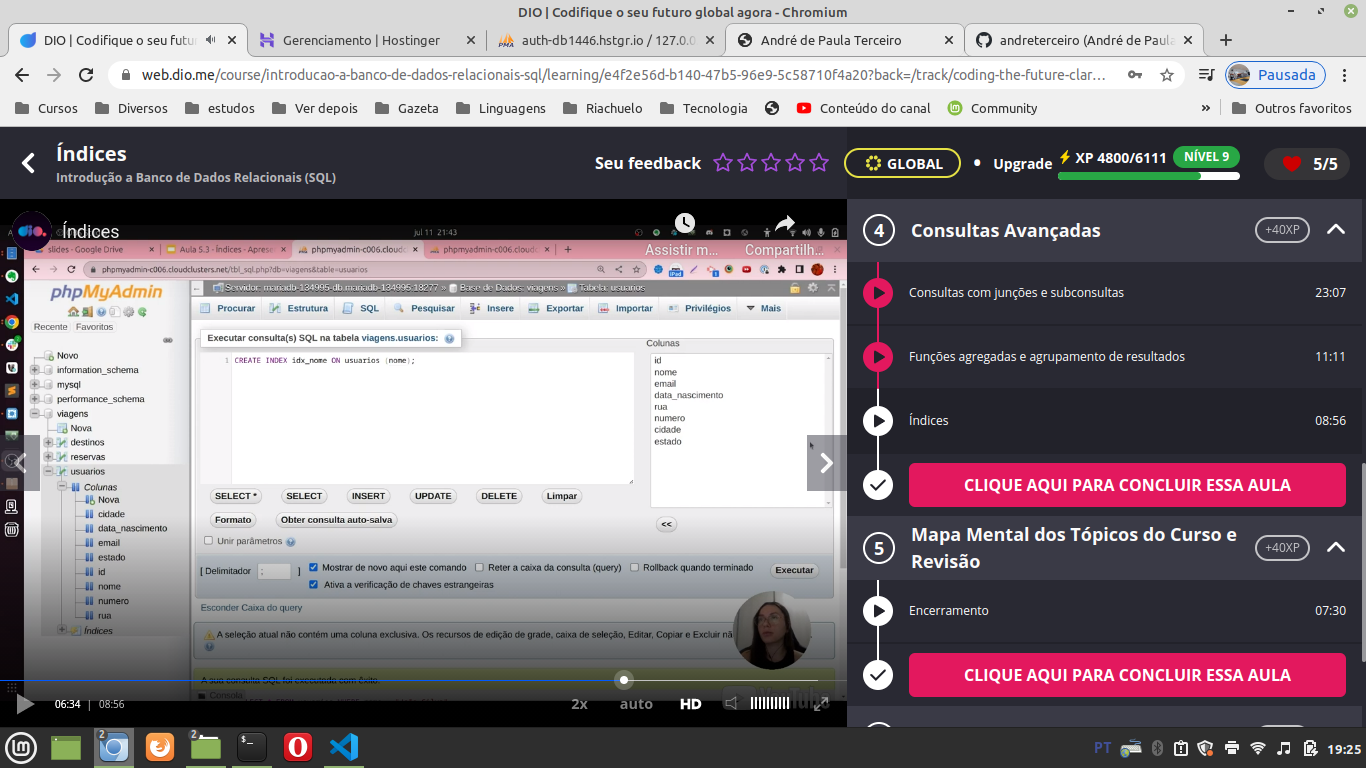 DIO | Codifique o seu futuro global agora - Chromium
DIO | Codifique o seu futu
Gerenciamento | Hostinger
auth-db1446.hstgr.io / 127.0.0
André de Paula Terceiro
andreterceiro (André de Paula
web.dio.me/course/introducao-a-banco-de-dados-relacionais-sql/learning/e4f2e56d-b140-47b5-96e9-5c58710f4a20?back=/track/coding-the-future-clar...
Pausada
Cursos
Diversos
estudos
Ver depois
Gazeta
Linguagens
Riachuelo
Tecnologia
Conteúdo do canal
Community
»
Outros favoritos
Índices
Introdução a Banco de Dados Relacionais (SQL)
Seu feedback
GLOBAL
Upgrade
XP 4800/6111
NÍVEL 9
5/5
dio.
Índices
jul 11 21:43
Assistir m...
Compartilh...
slides - Google Drive
Aula 5.3 - Índices - Aprese
phpmyadmin-c006.cloudc
phpmyadmin-c006.cloudc
phpmyadmin-c006.cloudclusters.net/tbl_sql.php?db=viagens&table=usuarios
phpMyAdmin
Recente
Favoritos
Novo
information_schema
mysql
performance_schema
viagens
Nova
destinos
reservas
usuarios
Colunas
Nova
cidade
data_nascimento
email
estado
id
nome
numero
rua
Índices
Servidor: mariadb-134995-db.mariadb-134995:18277 » Base de Dados: viagens » Tabela: usuarios
Procurar
Estrutura
SQL
Pesquisar
Insere
Exportar
Importar
Privilégios
Mais
Executar consulta(s) SQL na tabela viagens.usuarios:
1 CREATE INDEX idx_nome ON usuarios (nome);
Colunas
id
nome
email
data_nascimento
rua
numero
cidade
estado
SELECT *
SELECT
INSERT
UPDATE
DELETE
Limpar
Formato
Obter consulta auto-salva
<<
Unir parâmetros
[ Delimitador ; ]
Mostrar de novo aqui este comando
Reter a caixa da consulta (query)
Rollback quando terminado
Ativa a verificação de chaves estrangeiras
Executar
Esconder Caixa do query
A seleção atual não contém uma coluna exclusiva. Os recursos de edição de grade, caixa de seleção, Editar, Copiar e Excluir nã
A sua consulta SQL foi executada com êxito.
Consola
06:34 | 08:56
2x
auto
HD
4
Consultas Avançadas
+40XP
Consultas com junções e subconsultas
23:07
Funções agregadas e agrupamento de resultados
11:11
Índices
08:56
CLIQUE AQUI PARA CONCLUIR ESSA AULA
5
Mapa Mental dos Tópicos do Curso e
Revisão
+40XP
Encerramento
07:30
CLIQUE AQUI PARA CONCLUIR ESSA AULA
2
2
PT
19:25